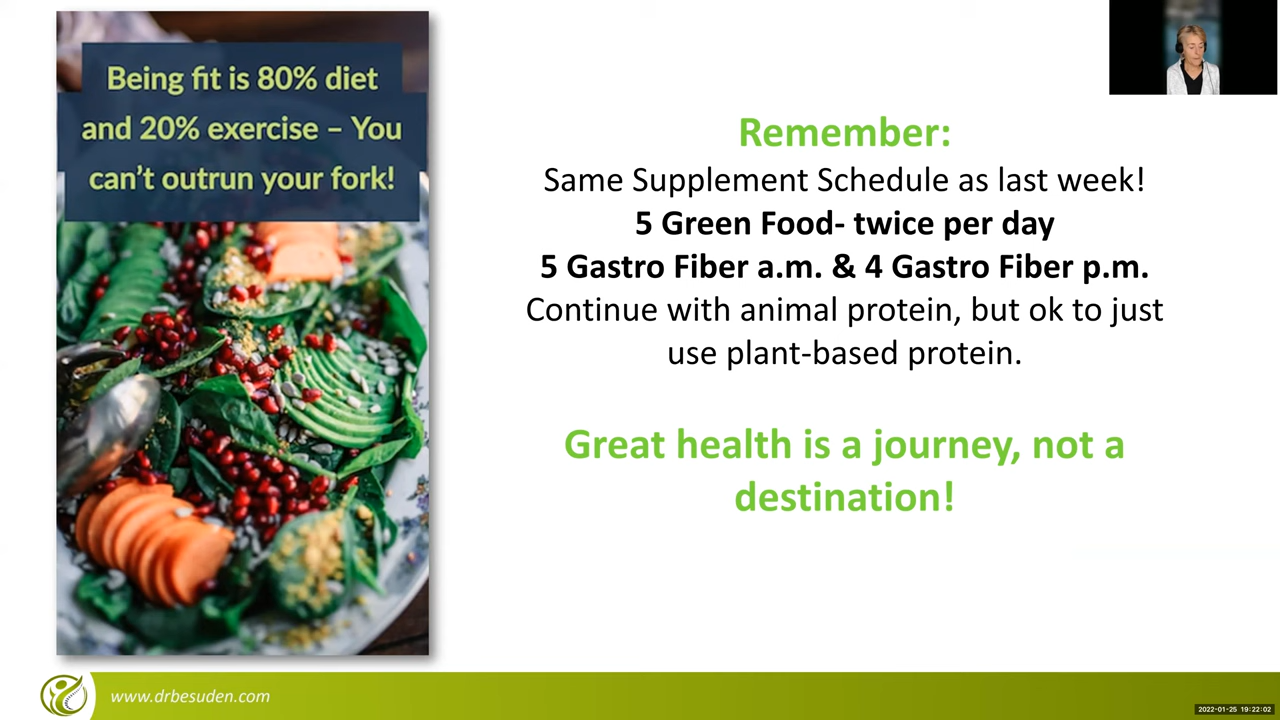 Being fit is 80% diet
and 20% exercise – You
can't outrun your fork!
Remember:
Same Supplement Schedule as last week!
5 Green Food- twice per day
5 Gastro Fiber a.m. & 4 Gastro Fiber p.m.
Continue with animal protein, but ok to just
use plant-based protein.
Great health is a journey, not a
destination!
www.drbesuden.com
2022-01-25 19:22:02